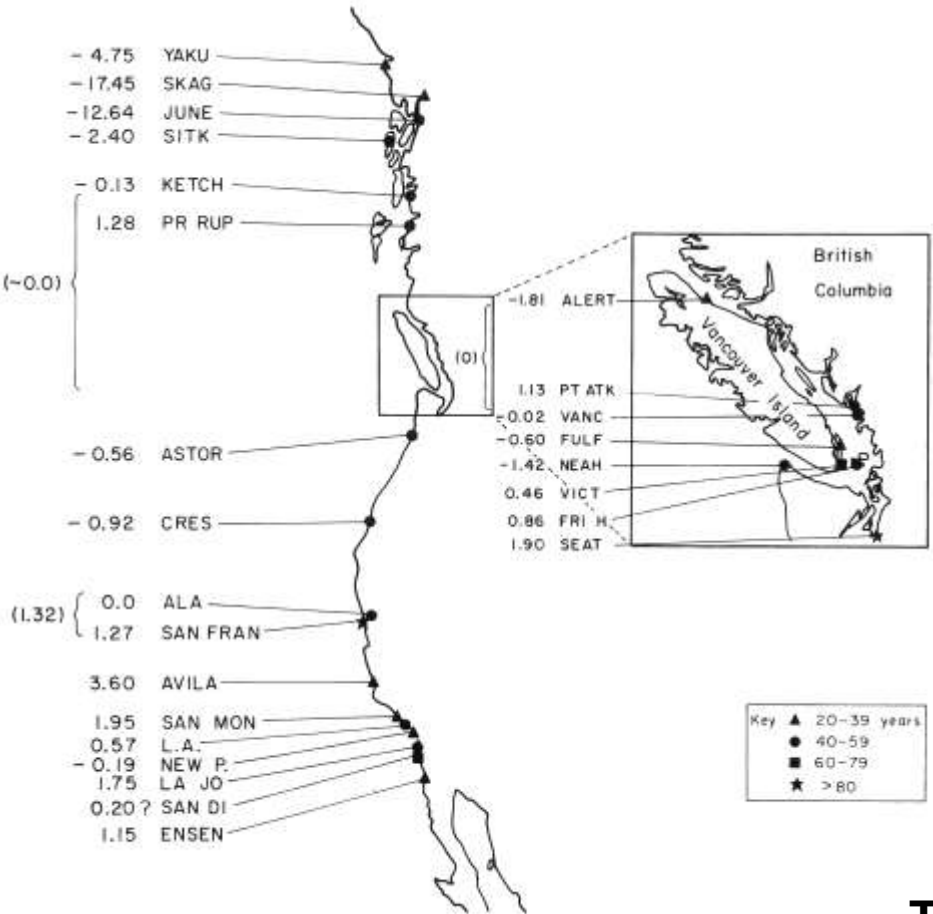 - 4.75 YAKU
-17.45 SKAG
-12.64 JUNE
-2.40 SITK
- 0.13 KETCH
1.28 PR RUP
(~0.0)
- 0.56 ASTOR
- 0.92 CRES
0.0 ALA
(1.32)
1.27 SAN FRAN
3.60 AVILA
1.95 SAN MON
0.57 L.A.
- 0.19 NEW P.
1.75 LA JO
0.20 ? SAN DI
1.15 ENSEN
(0)
British
Columbia
Vancouver Island
-1.81 ALERT
1.13 PT ATK
-0.02 VANC
-0.60 FULF
-1.42 NEAH
0.46 VICT
0.86 FRI H
1.90 SEAT
Key ▲ 20-39 years
● 40-59
■ 60-79
★ >80